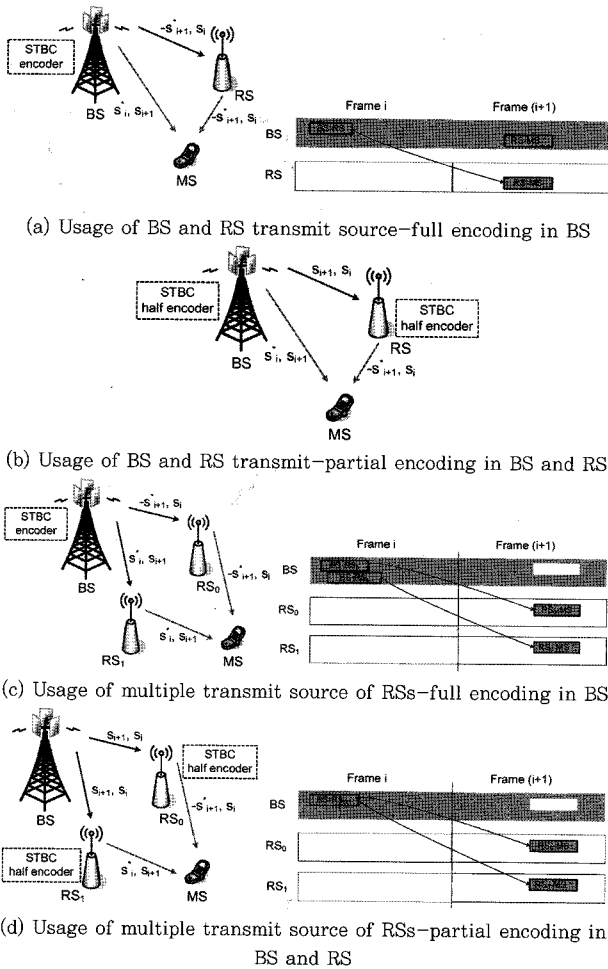 STBC encoder
-s*i+1, si
BS
s*i, si+1
RS
-s*i+1, si
MS
Frame i
Frame (i+1)
BS
RS
(a) Usage of BS and RS transmit source-full encoding in BS
STBC half encoder
si+1, si
STBC half encoder
BS
RS
s*i, si+1
-s*i+1, si
MS
(b) Usage of BS and RS transmit-partial encoding in BS and RS
STBC encoder
-s*i+1, si
BS
s*i, si+1
RS0
-s*i+1, si
RS1
s*i, si+1
MS
Frame i
Frame (i+1)
BS
RS0
RS1
(c) Usage of multiple transmit source of RSs-full encoding in BS
si+1, si
STBC half encoder
BS
si+1, si
RS0
-s*i+1, si
STBC half encoder
RS1
s*i, si+1
MS
Frame i
Frame (i+1)
BS
RS0
RS1
(d) Usage of multiple transmit source of RSs-partial encoding in
BS and RS